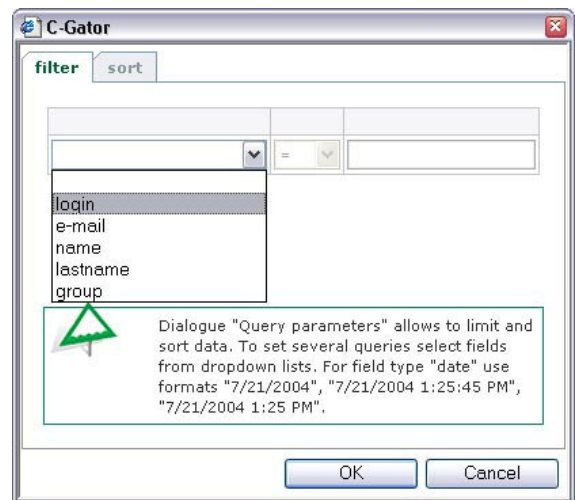 C-Gator
filter sort
=
login
e-mail
name
lastname
group
Dialogue "Query parameters" allows to limit and
sort data. To set several queries select fields
from dropdown lists. For field type "date" use
formats "7/21/2004", "7/21/2004 1:25:45 PM",
"7/21/2004 1:25 PM".
OK Cancel